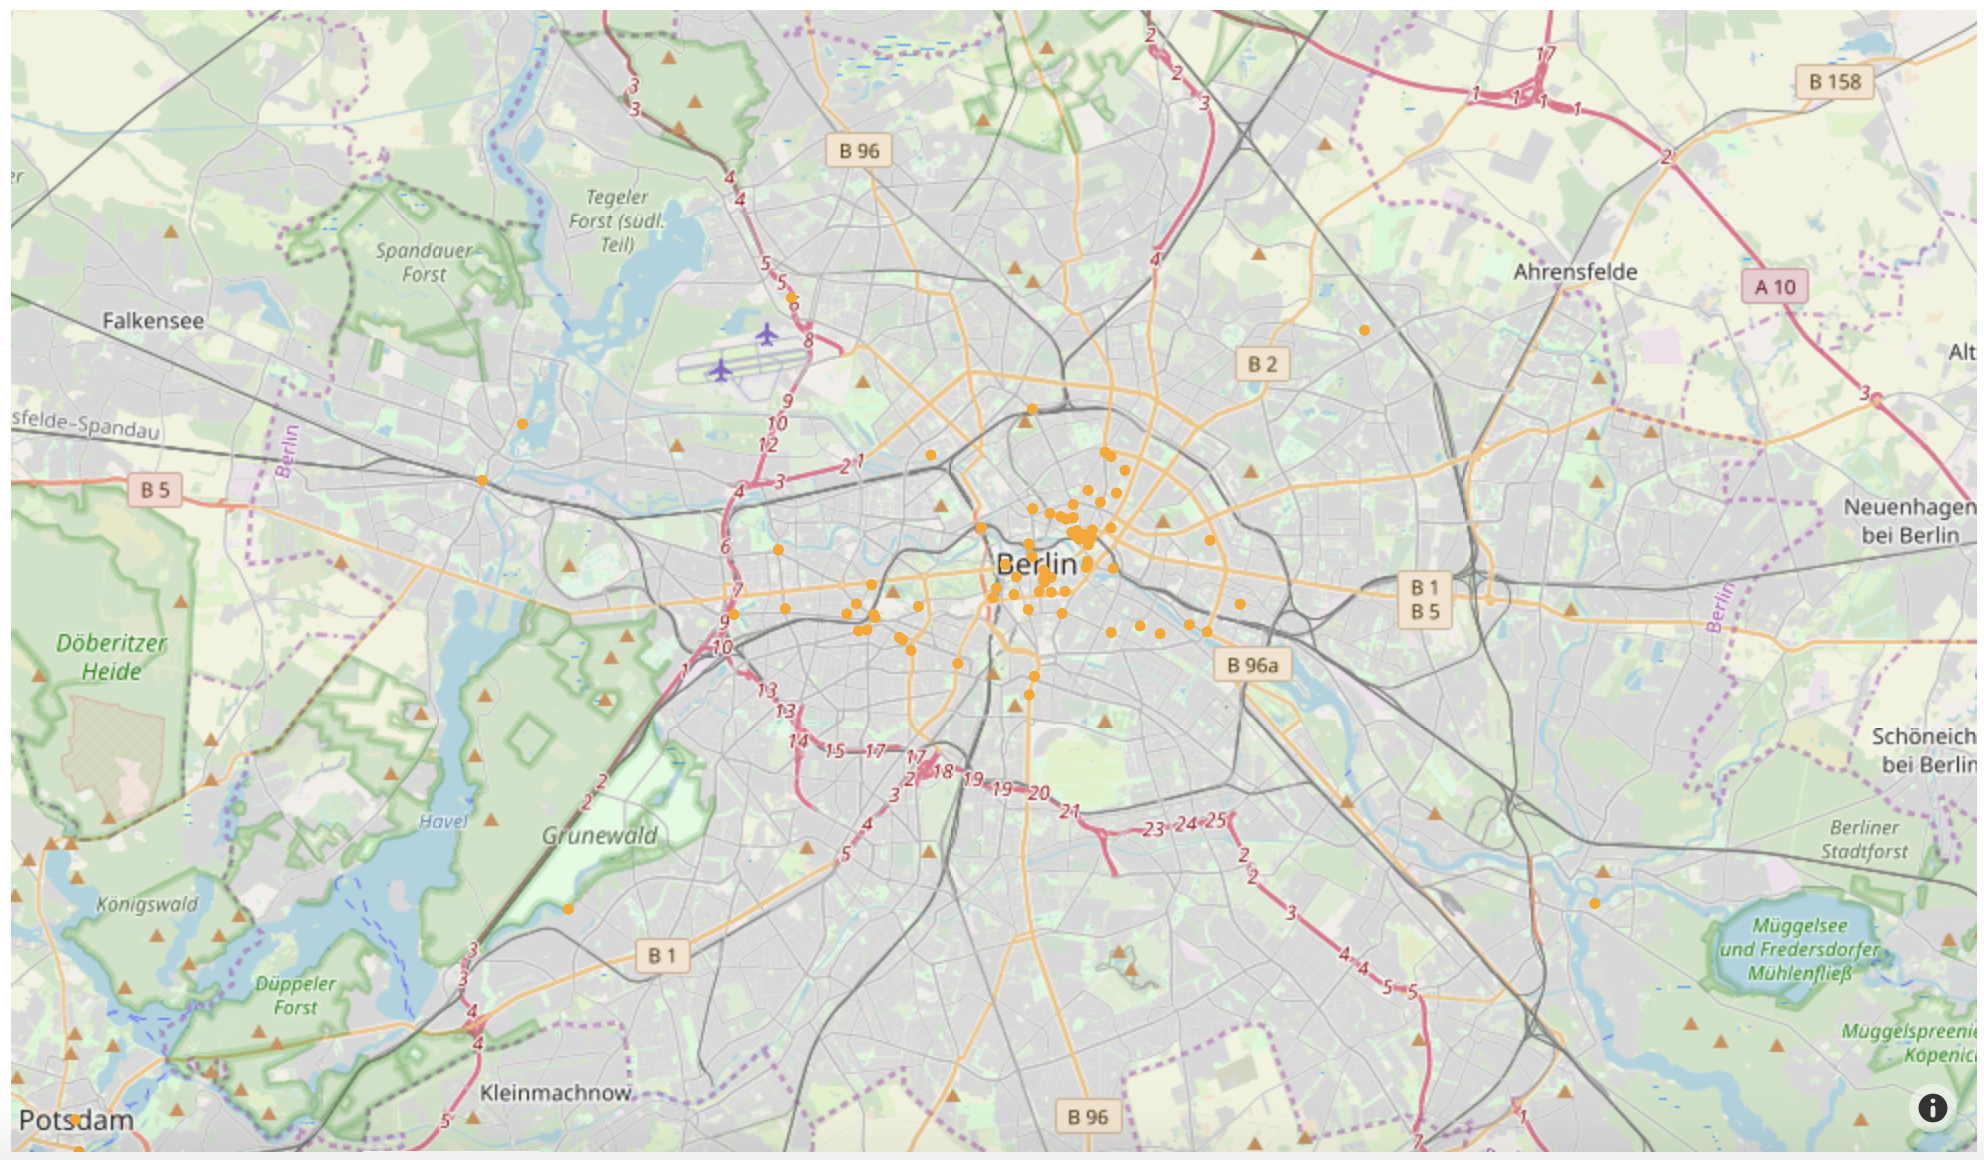 2
17
3
2
B 158
3
3
1
1
1
1
3
B 96
2
er
4
4
Tegeler
Forst (südl.
Teil)
Spandauer
Forst
4
5
5
Ahrensfelde
A 10
6
Falkensee
8
Alt
B 2
3
9
10
sfelde–Spandau
12
Berlin
2
1
3
4
B 5
Neuenhagen
bei Berlin
6
Berlin
7
B 1
B 5
Berlin
9
Döberitzer
Heide
10
1
B 96a
13
13
14
15
17
17
Schöneich
bei Berlin
18
2
19
2
3
19
20
2
21
Havel
4
23
24
25
Grunewald
5
2
2
Berliner
Stadtforst
Königswald
3
Müggelsee
und Fredersdorfer
Mühlenfließ
3
B 1
4
4
3
Düppeler
Forst
5
5
4
4
Müggelspreenie
Köpenic
Kleinmachnow
Potsdam
5
B 96
1
7